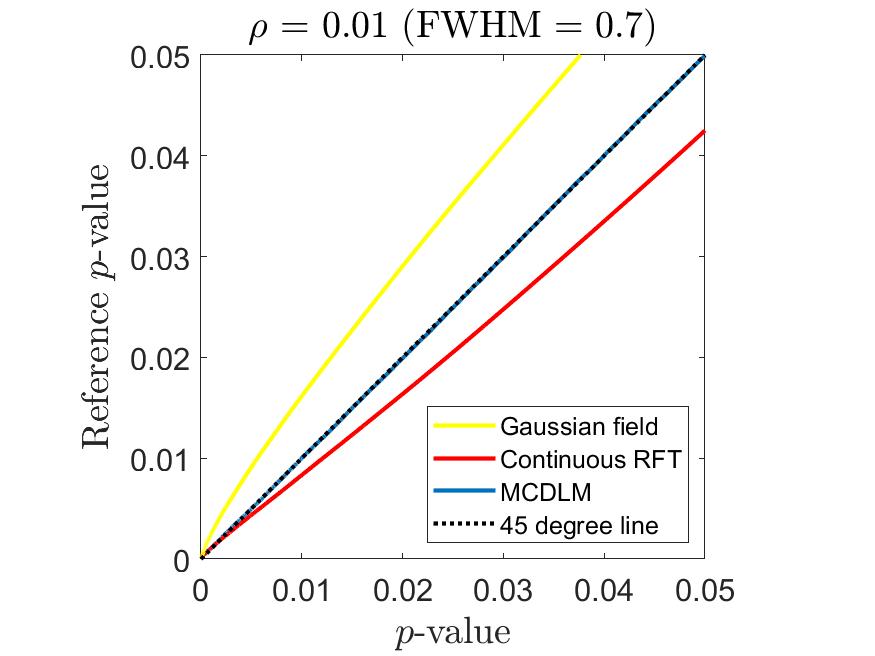 ρ = 0.01 (FWHM = 0.7)
0.05
0.04
0.03
0.02
0.01
0
Reference p-value
Gaussian field
Continuous RFT
MCDLM
45 degree line
0 0.01 0.02 0.03 0.04 0.05
p-value